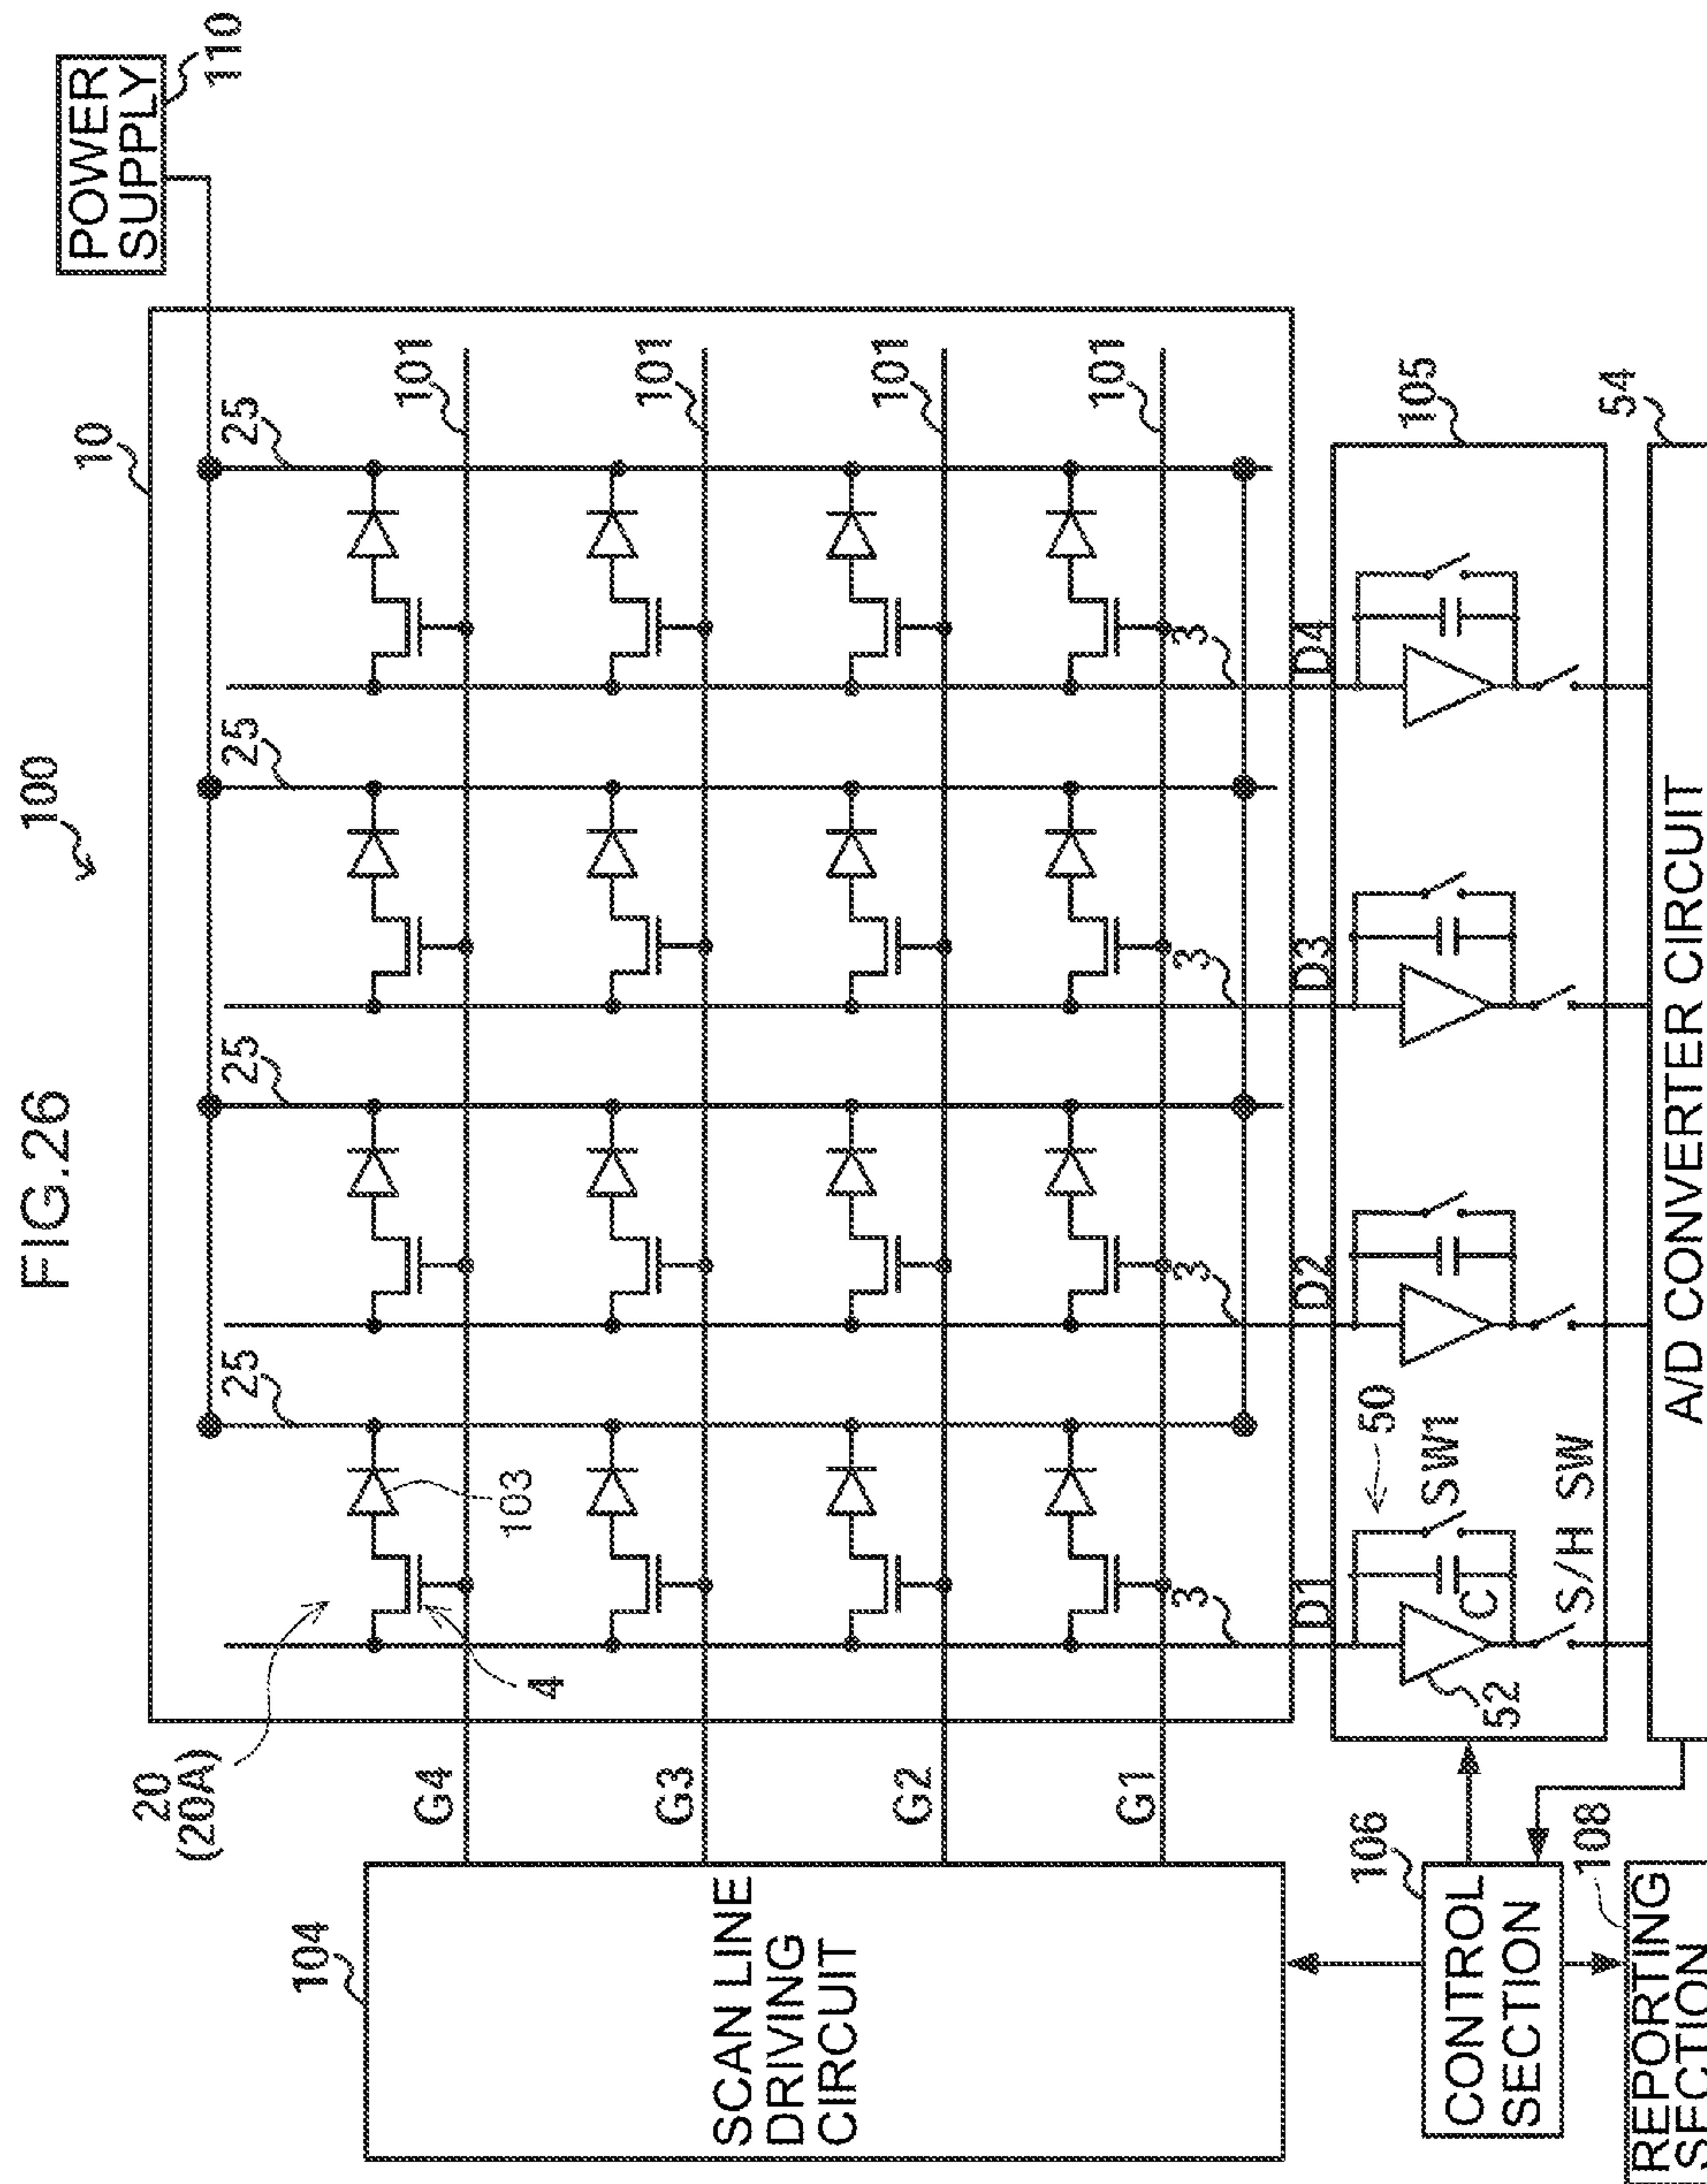 FIG.26
100
POWER
SUPPLY
110
10
25
25
25
25
101
101
101
101
103
20
(20A)
4
G4
G3
G2
G1
104
SCAN LINE
DRIVING
CIRCUIT
3
3
3
3
D1
D2
D3
D4
105
50
SW1
C
52
S/H SW
54
A/D CONVERTER CIRCUIT
106
CONTROL
SECTION
108
REPORTING
SECTION